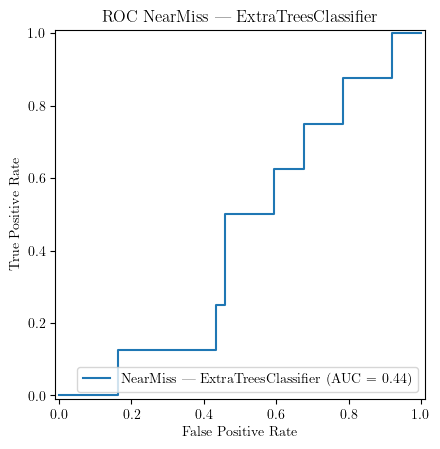 ROC NearMiss — ExtraTreesClassifier
1.0
0.8
0.6
0.4
0.2
0.0
True Positive Rate
NearMiss — ExtraTreesClassifier (AUC = 0.44)
0.0 0.2 0.4 0.6 0.8 1.0
False Positive Rate